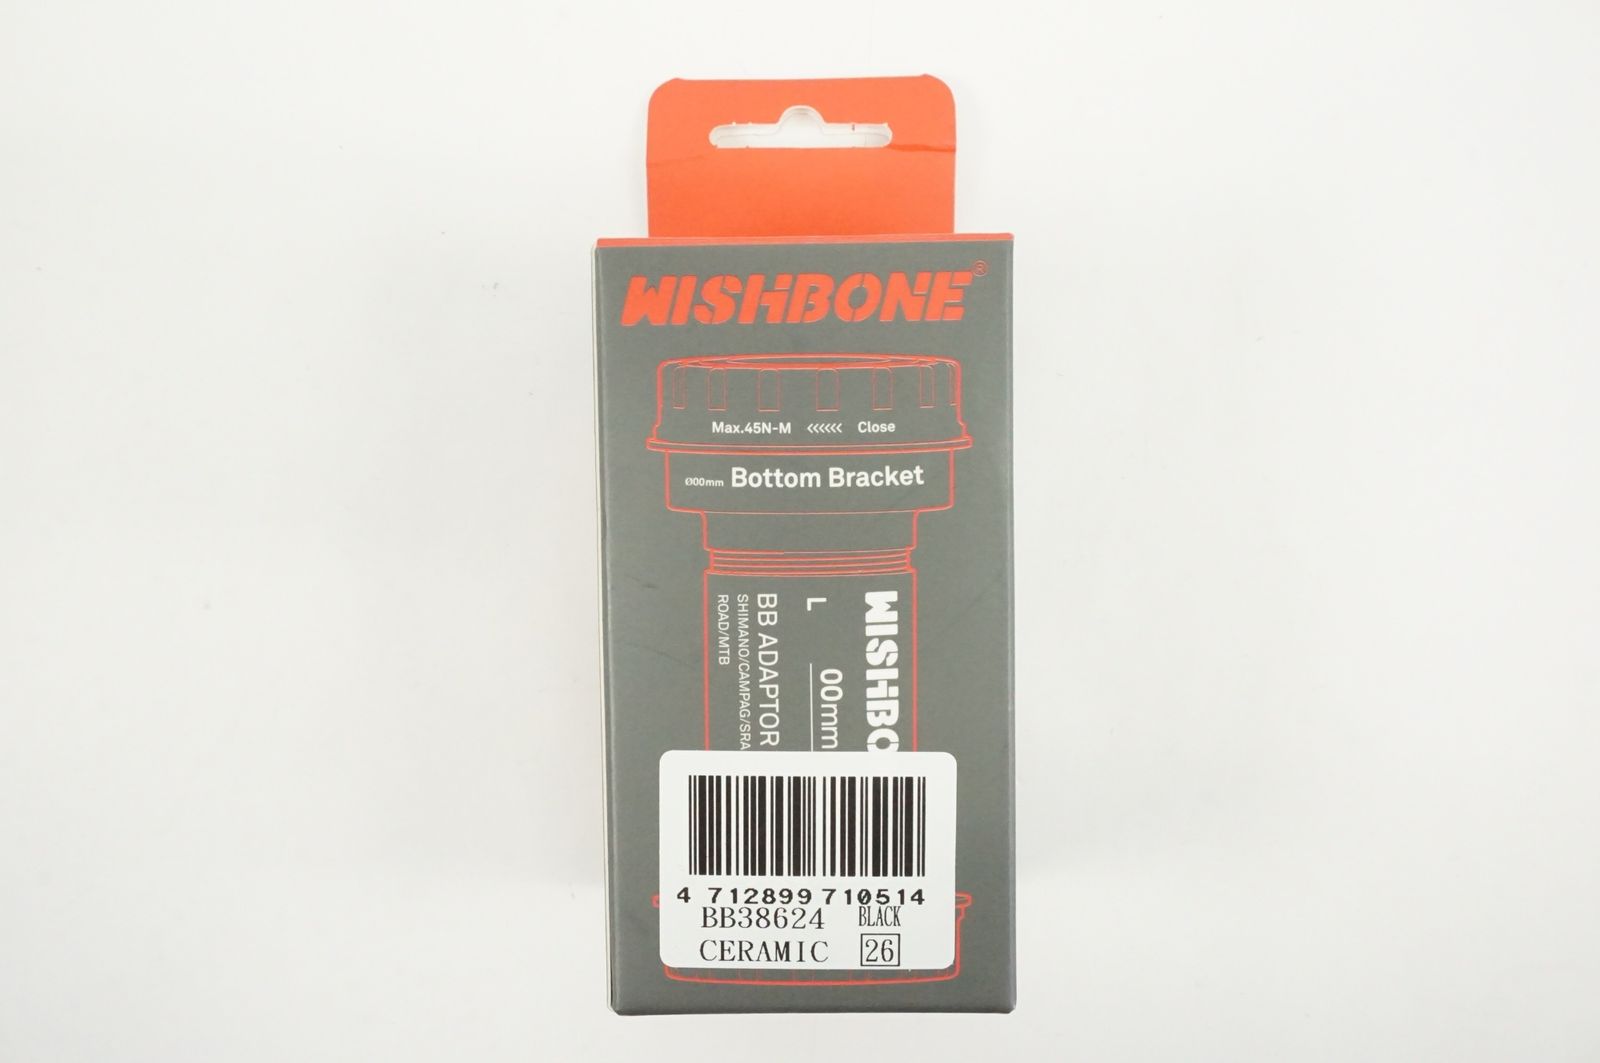 WISHBONE®
Max.45N-M <<<<<< Close
Ø00mm Bottom Bracket
WISHBO
L 00mm
BB ADAPTOR
SHIMANO/CAMPAG/SRA
ROAD/MTB
4 712899 710514
BB38624 BLACK
CERAMIC 26